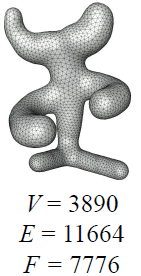 V = 3890
E = 11664
F = 7776